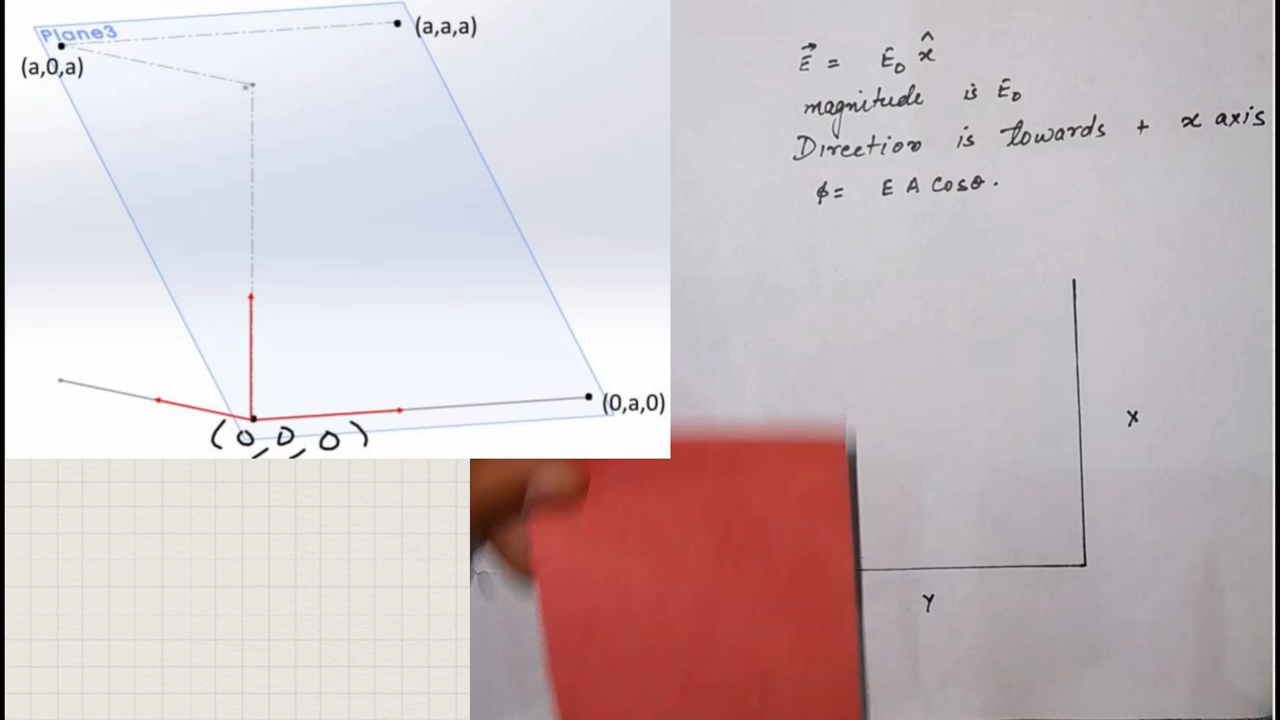 Plane3
(a,a,a)
(a,0,a)
(0,a,0)
(0,0,0)
E⃗ = E₀ x̂
magnitude is E₀
Direction is towards + x axis
ϕ= E A cosθ.
X
Y